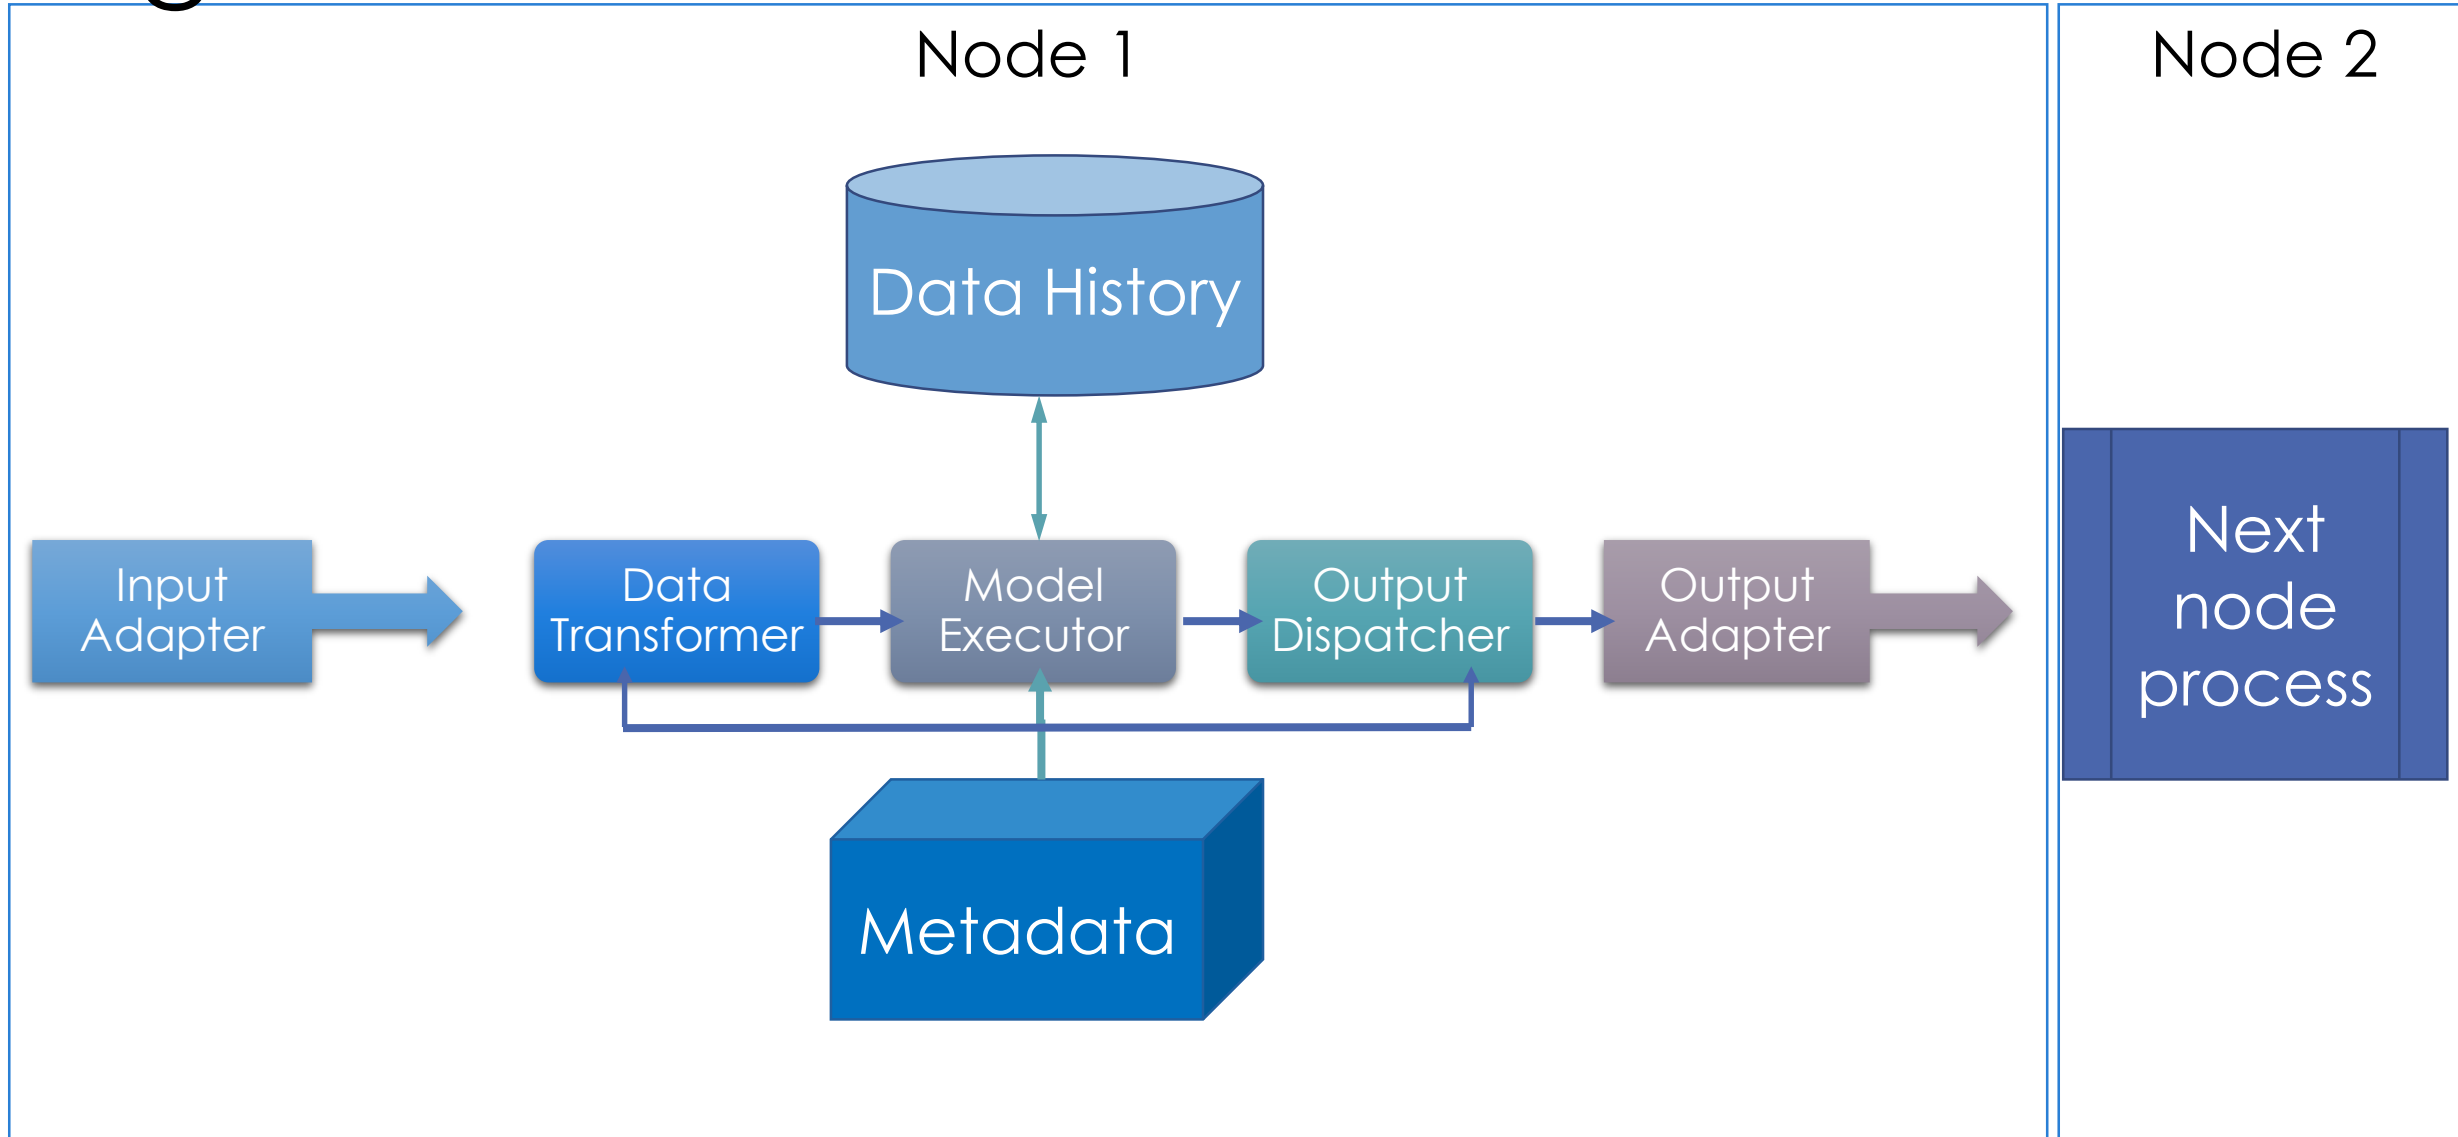 Node 1
Node 2
Data History
Input
Adapter
Data
Transformer
Model
Executor
Output
Dispatcher
Output
Adapter
Next
node
process
Metadata